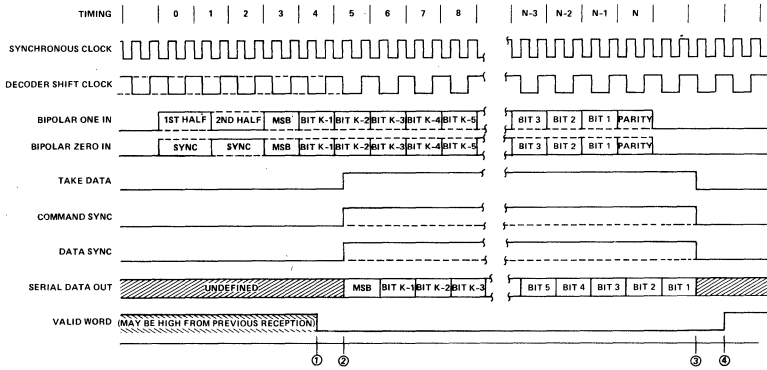 TIMING 0 1 2 3 4 5 6 7 8 N-3 N-2 N-1 N
SYNCHRONOUS CLOCK
DECODER SHIFT CLOCK
BIPOLAR ONE IN 1ST HALF 2ND HALF MSB BIT K-1 BIT K-2 BIT K-3 BIT K-4 BIT K-5 BIT 3 BIT 2 BIT 1 PARITY
BIPOLAR ZERO IN SYNC SYNC MSB BIT K-1 BIT K-2 BIT K-3 BIT K-4 BIT K-5 BIT 3 BIT 2 BIT 1 PARITY
TAKE DATA
COMMAND SYNC
DATA SYNC
SERIAL DATA OUT UNDEFINED MSB BIT K-1 BIT K-2 BIT K-3 BIT 5 BIT 4 BIT 3 BIT 2 BIT 1
VALID WORD (MAY BE HIGH FROM PREVIOUS RECEPTION)
① ② ③ ④